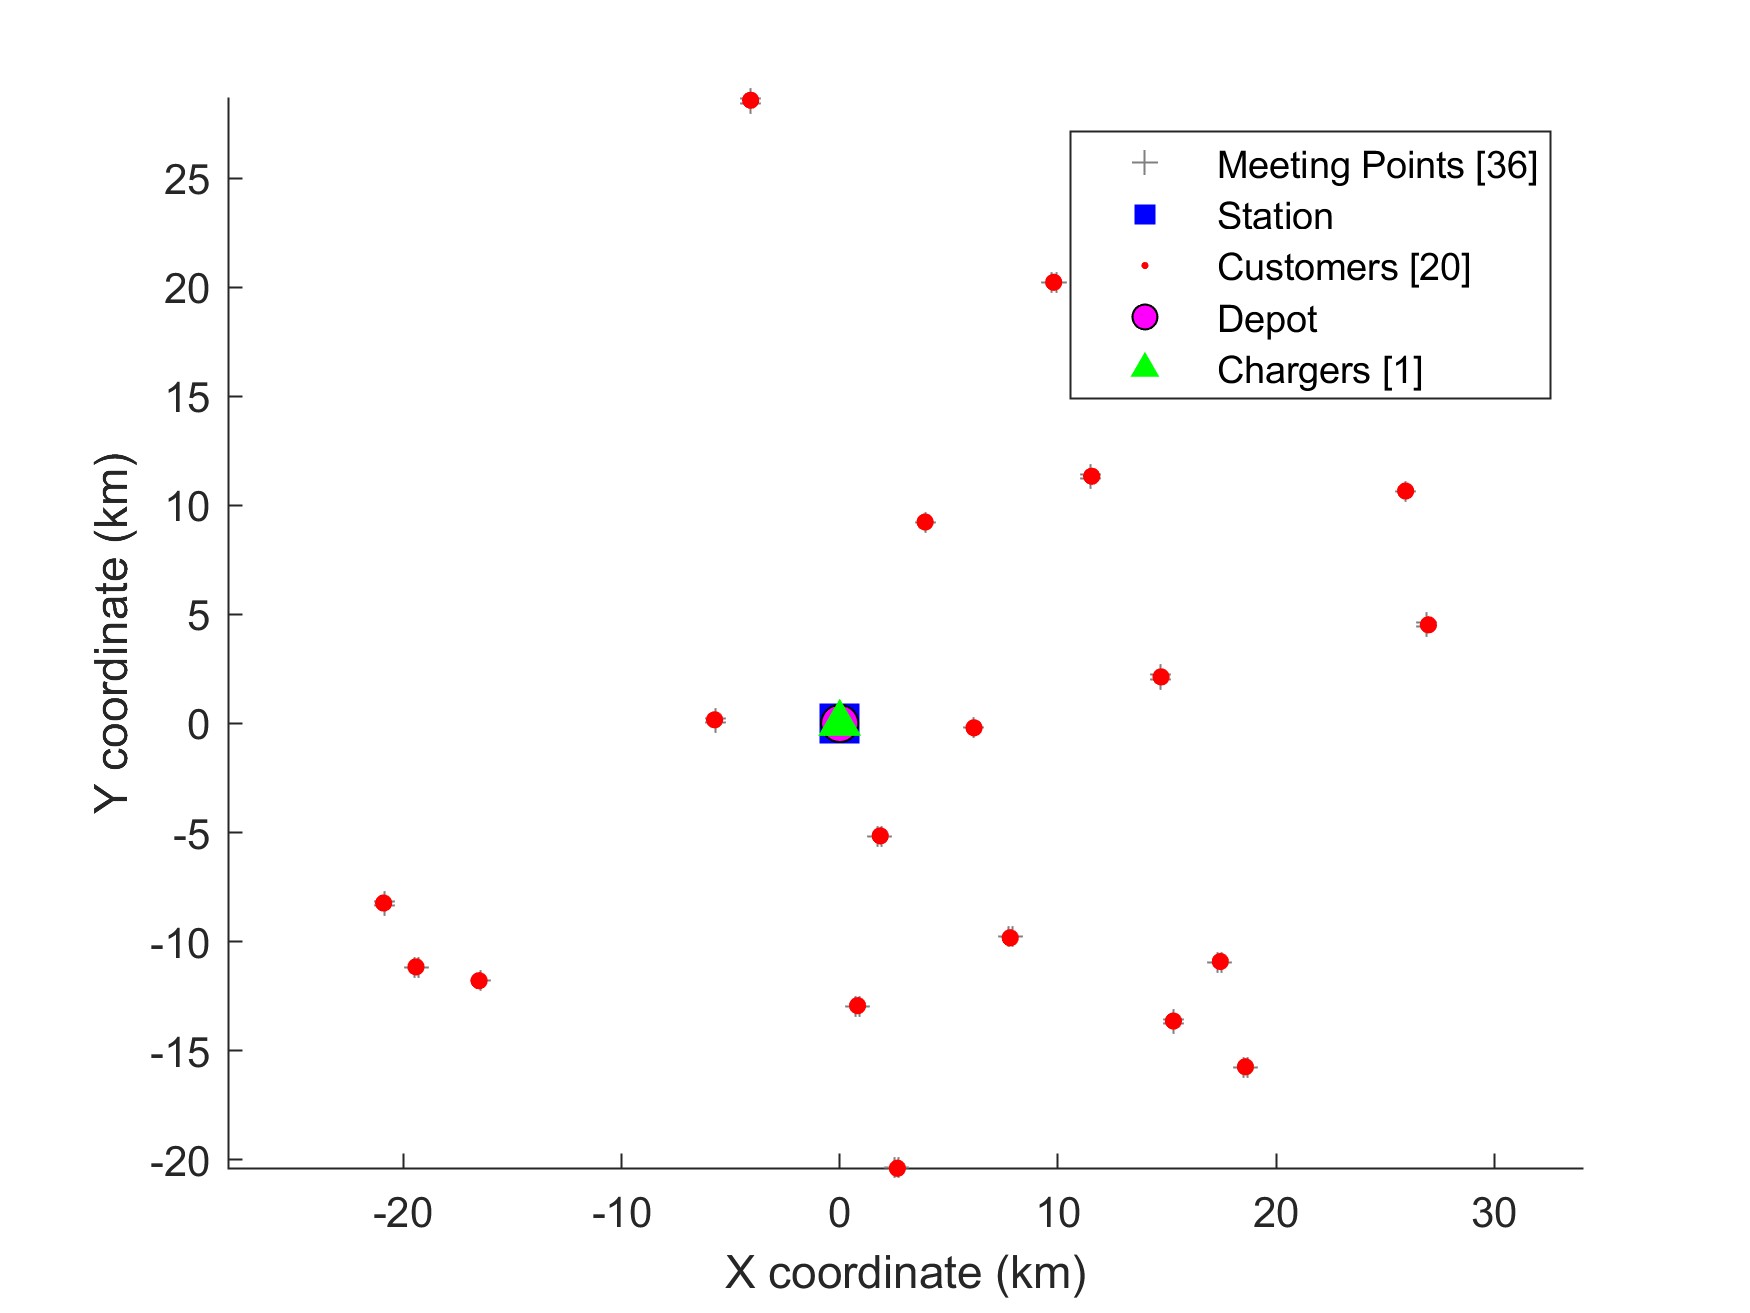 25
20
15
10
5
0
-5
-10
-15
-20
Y coordinate (km)
-20 -10 0 10 20 30
X coordinate (km)
Meeting Points [36]
Station
Customers [20]
Depot
Chargers [1]